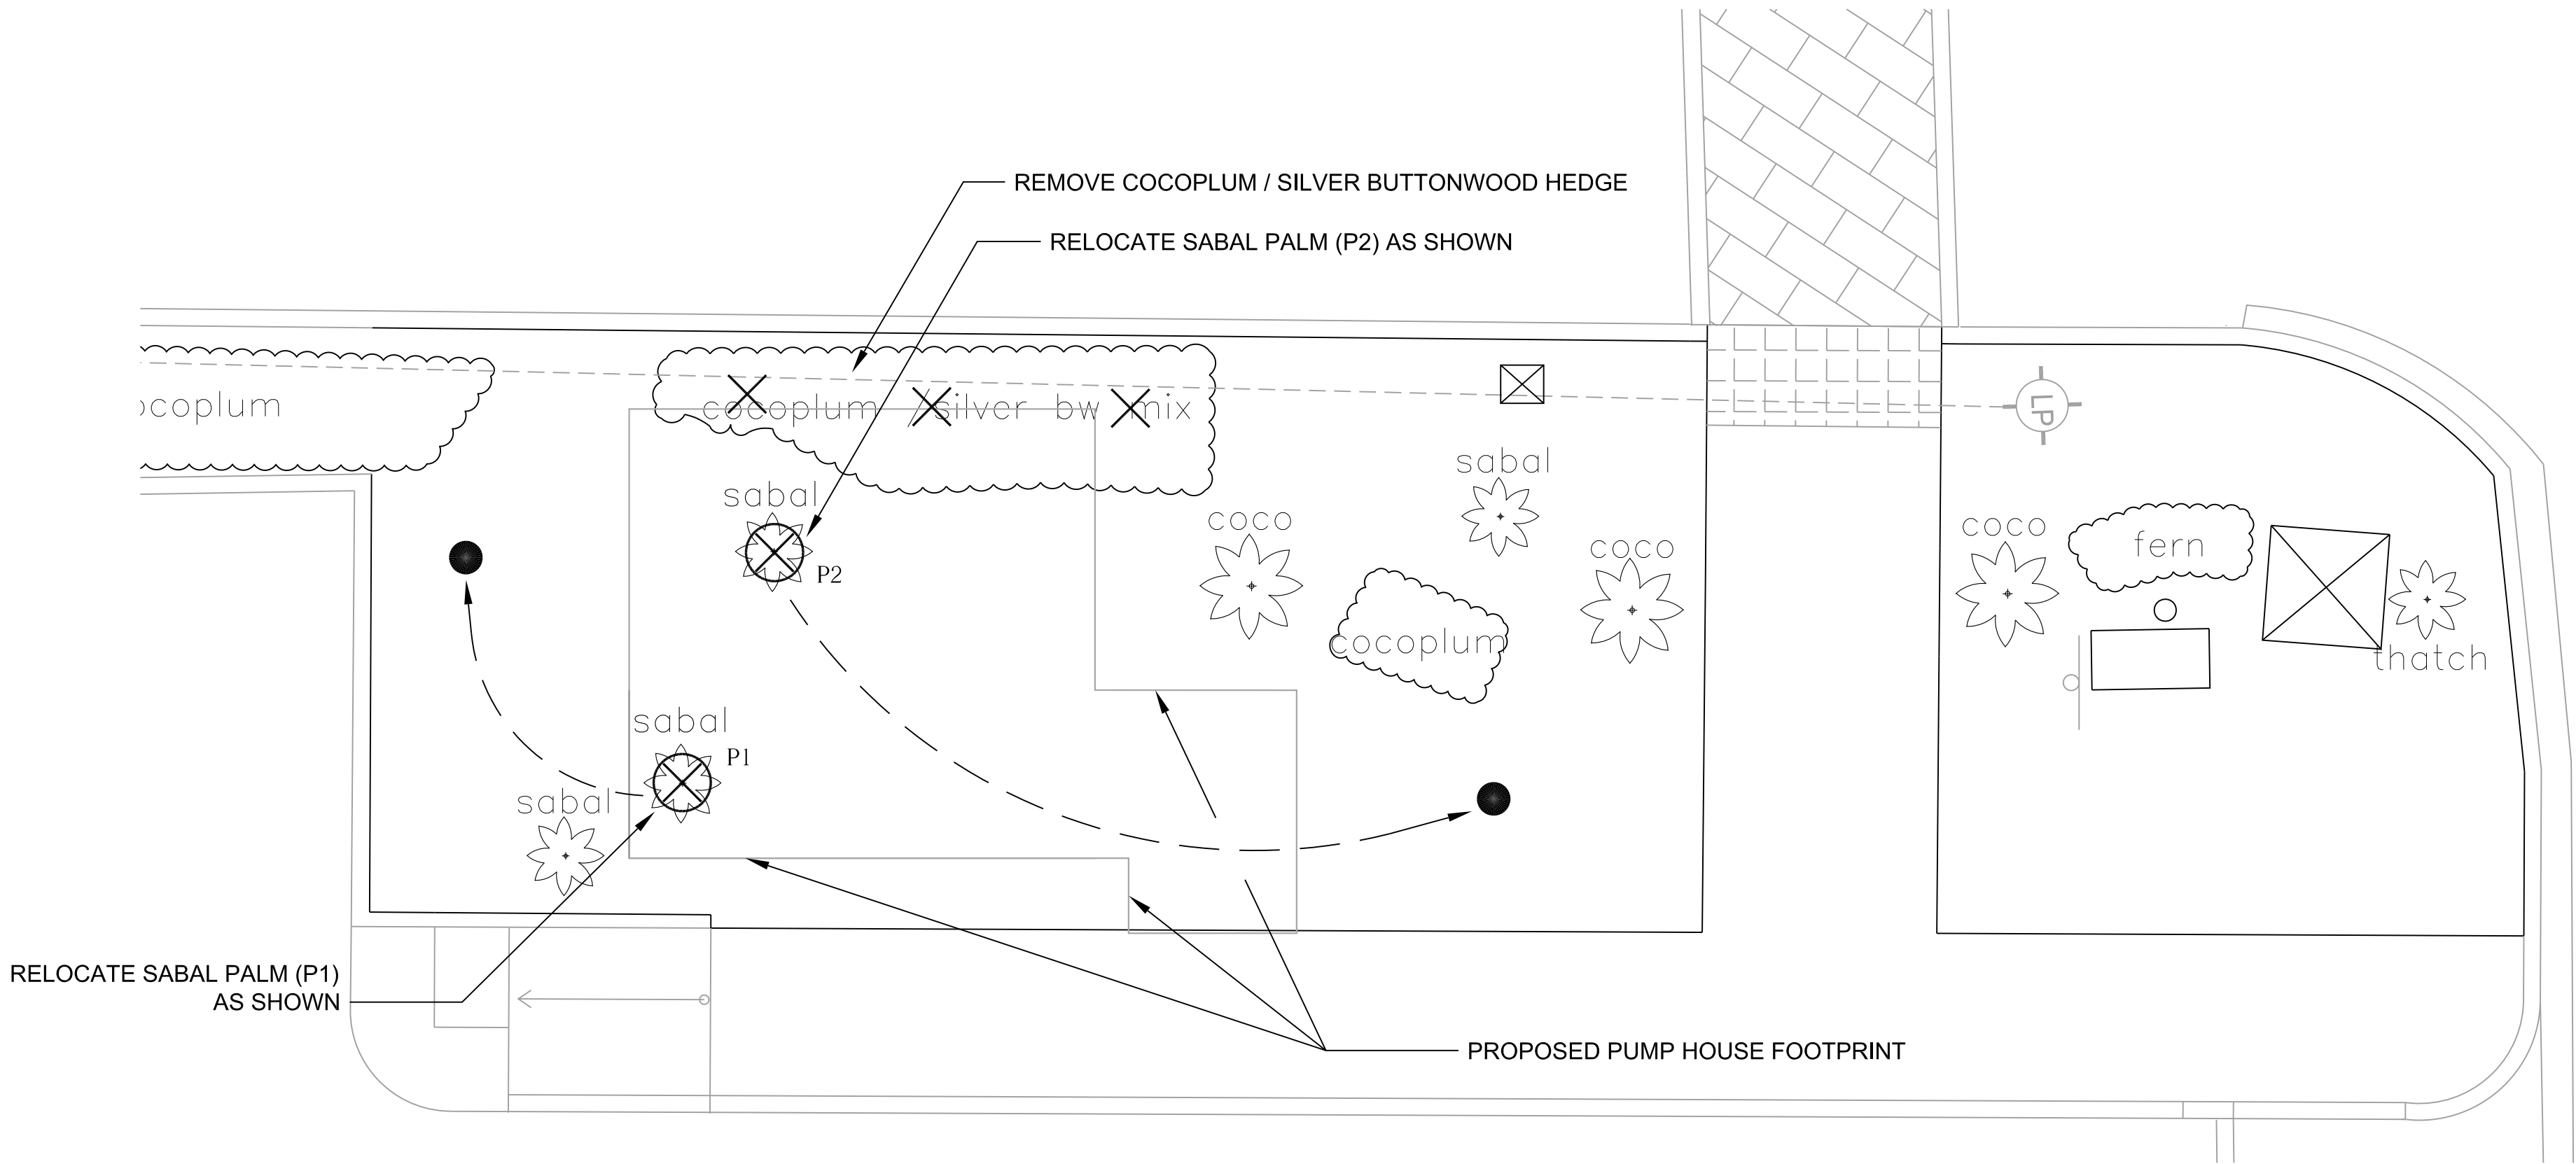 REMOVE COCOPLUM / SILVER BUTTONWOOD HEDGE
RELOCATE SABAL PALM (P2) AS SHOWN
ocoplum
cocoplum / silver bw mix
LP
sabal
sabal
coco
coco
coco
fern
P2
cocoplum
thatch
sabal
P1
sabal
RELOCATE SABAL PALM (P1)
AS SHOWN
PROPOSED PUMP HOUSE FOOTPRINT